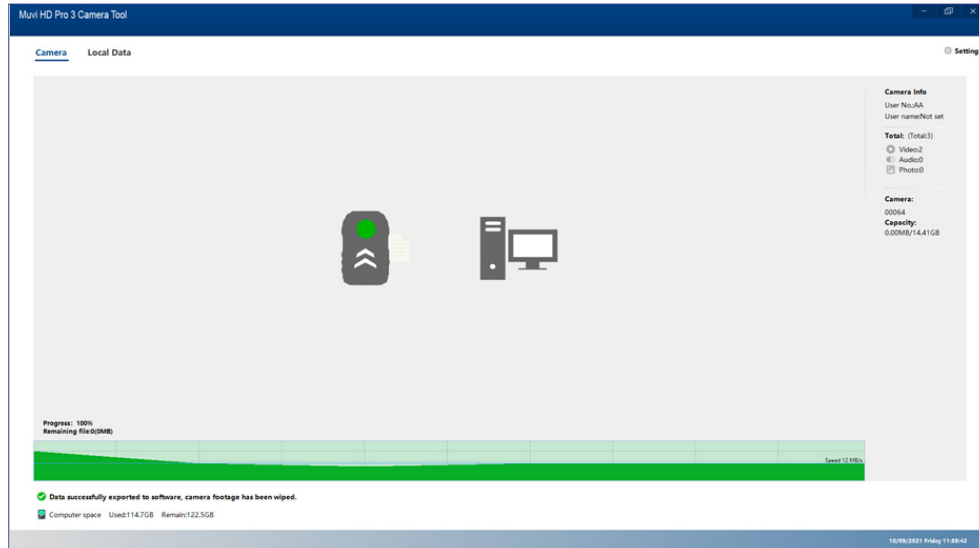 Muvi HD Pro 3 Camera Tool
Camera Local Data
Setting
Camera Info
User No.:AA
User name:Not set
Total: (Total:3)
Video:2
Audio:0
Photo:0
Camera:
00064
Capacity:
0.00MB/14.41GB
Progress: 100%
Remaining file:0(0MB)
Speed 12 MB/s
Data successfully exported to software, camera footage has been wiped.
Computer space Used:114.7GB Remain:122.5GB
10/09/2021 Friday 11:59:42